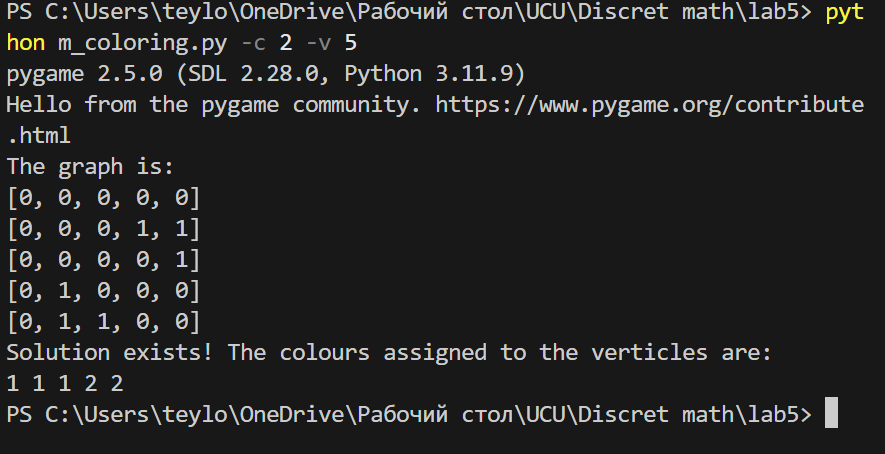 PS C:\Users\teylo\OneDrive\Рабочий стол\UCU\Discret math\lab5> pyt
hon m_coloring.py -c 2 -v 5
pygame 2.5.0 (SDL 2.28.0, Python 3.11.9)
Hello from the pygame community. https://www.pygame.org/contribute
.html
The graph is:
[0, 0, 0, 0, 0]
[0, 0, 0, 1, 1]
[0, 0, 0, 0, 1]
[0, 1, 0, 0, 0]
[0, 1, 1, 0, 0]
Solution exists! The colours assigned to the verticles are:
1 1 1 2 2
PS C:\Users\teylo\OneDrive\Рабочий стол\UCU\Discret math\lab5>